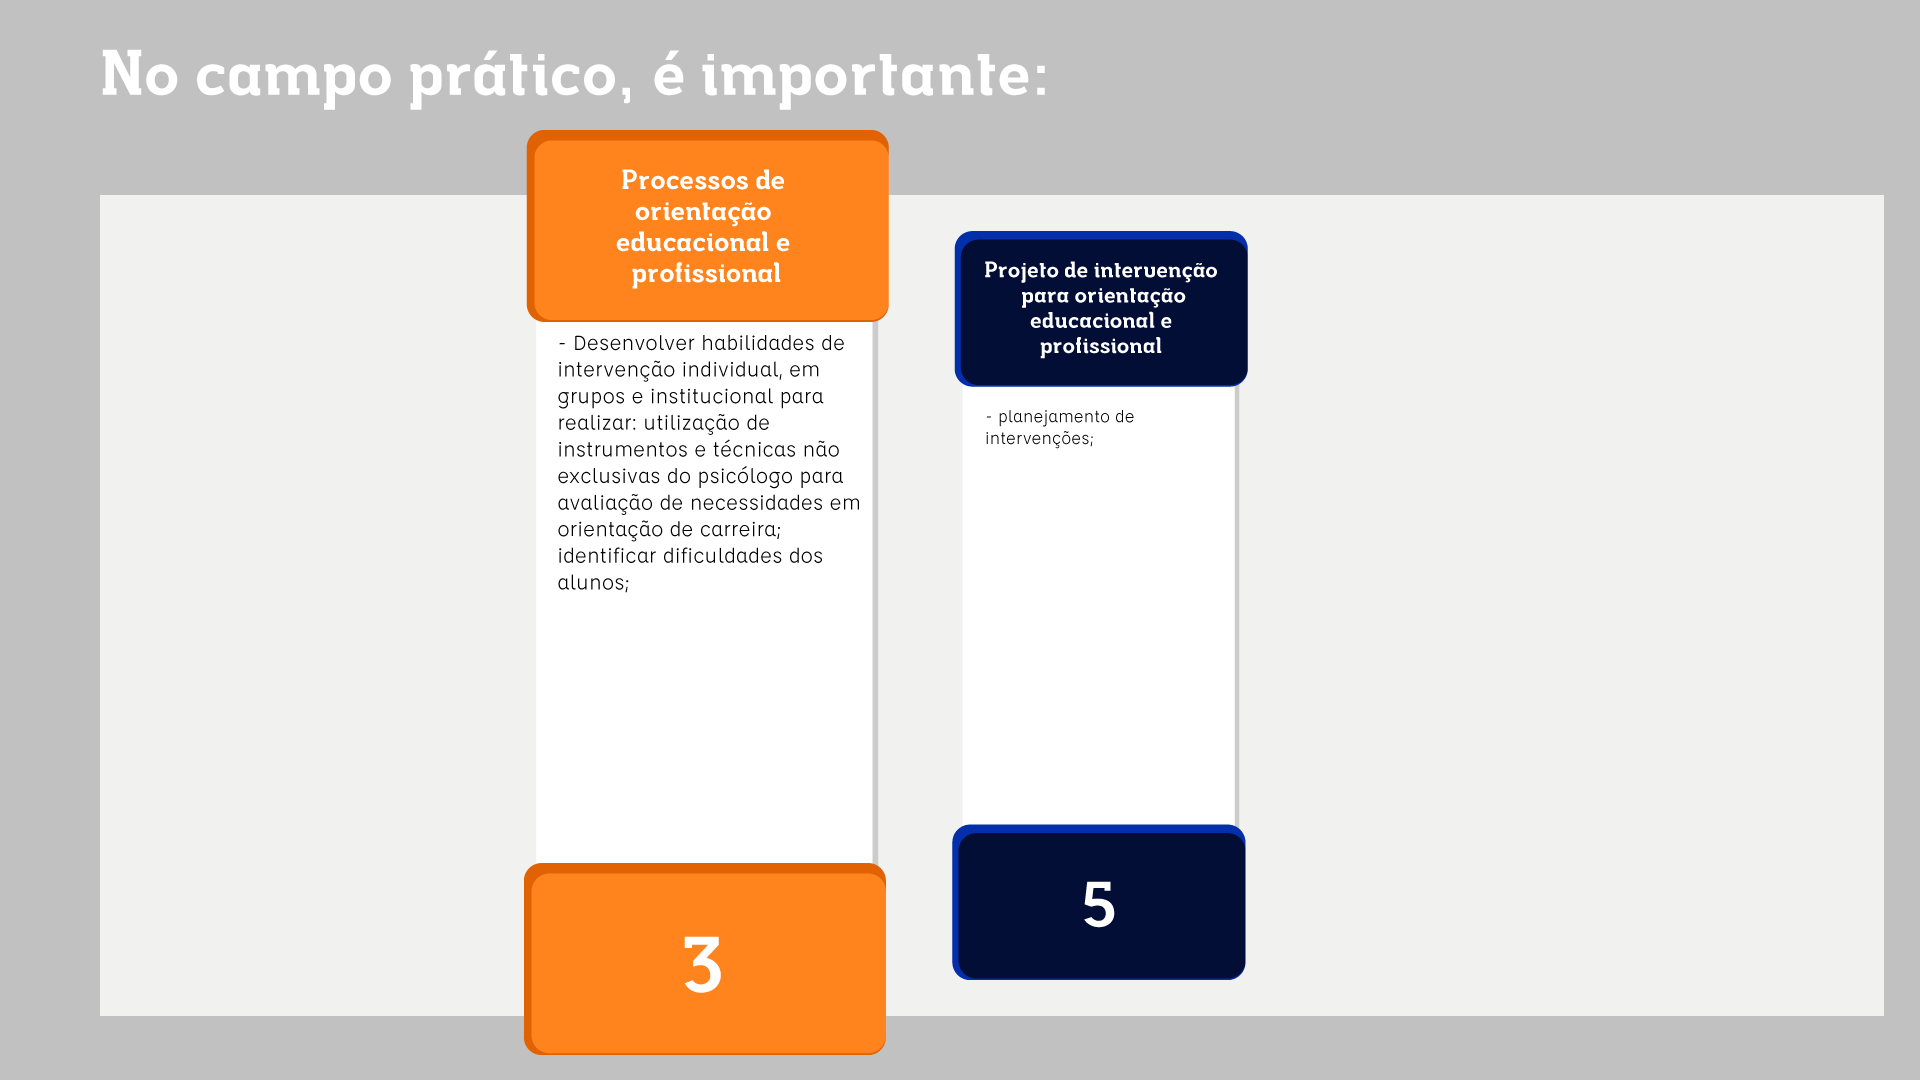 No campo prático, é importante:
Processos de
orientação
educacional e
profissional
- Desenvolver habilidades de
intervenção individual, em
grupos e institucional para
realizar: utilização de
instrumentos e técnicas não
exclusivas do psicólogo para
avaliação de necessidades em
orientação de carreira;
identificar dificuldades dos
alunos;
3
Projeto de intervenção
para orientação
educacional e
profissional
- planejamento de
intervenções;
5